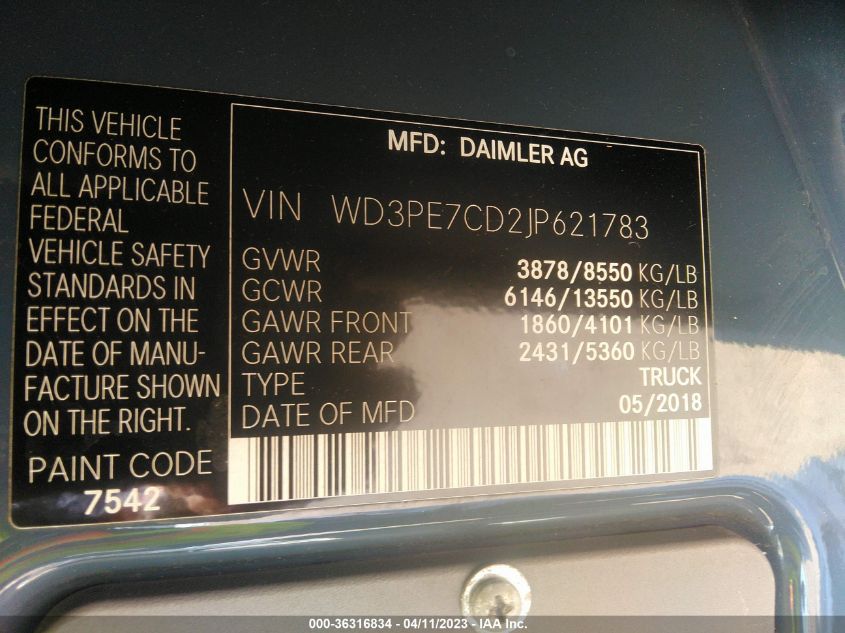 THIS VEHICLE
CONFORMS TO
ALL APPLICABLE
FEDERAL
VEHICLE SAFETY
STANDARDS IN
EFFECT ON THE
DATE OF MANU-
FACTURE SHOWN
ON THE RIGHT.
PAINT CODE
7542
MFD: DAIMLER AG
VIN WD3PE7CD2JP621783
GVWR 3878/8550 KG/LB
GCWR 6146/13550 KG/LB
GAWR FRONT 1860/4101 KG/LB
GAWR REAR 2431/5360 KG/LB
TYPE TRUCK
DATE OF MFD 05/2018
000-36316834 - 04/11/2023 - IAA Inc.